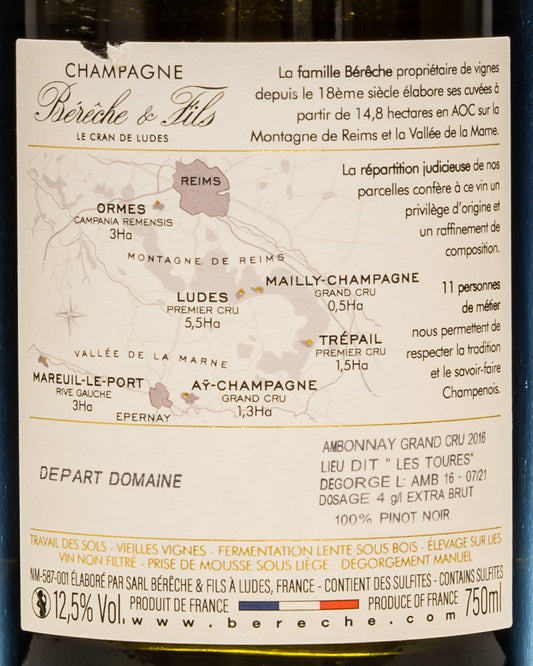 CHAMPAGNE
Bérêche & Fils
LE CRAN DE LUDES
La famille Bérêche propriétaire de vignes
depuis le 18ème siècle élabore ses cuvées à
partir de 14,8 hectares en AOC sur la
Montagne de Reims et la Vallée de la Marne.
La répartition judicieuse de nos
parcelles confère à ce vin un
privilège d'origine et
un raffinement de
composition.
11 personnes
de métier
nous permettent de
respecter la tradition
et le savoir-faire
Champenois.
REIMS
ORMES
CAMPANIA REMENSIS
3Ha
MONTAGNE DE REIMS
MAILLY-CHAMPAGNE
GRAND CRU
0,5Ha
LUDES
PREMIER CRU
5,5Ha
TRÉPAIL
PREMIER CRU
1,5Ha
VALLÉE DE LA MARNE
MAREUIL-LE-PORT
RIVE GAUCHE
3Ha
AŸ-CHAMPAGNE
GRAND CRU
1,3Ha
EPERNAY
DEPART DOMAINE
AMBONNAY GRAND CRU 2016
LIEU DIT " LES TOURES"
DEGORGE L: AMB 16 - 07/21
DOSAGE 4 g/l EXTRA BRUT
100% PINOT NOIR
TRAVAIL DES SOLS - VIEILLES VIGNES - FERMENTATION LENTE SOUS BOIS - ÉLEVAGE SUR LIES
VIN NON FILTRÉ - PRISE DE MOUSSE SOUS LIÈGE - DÉGORGEMENT MANUEL
NM-587-001 ÉLABORÉ PAR SARL BÉRÊCHE & FILS À LUDES, FRANCE - CONTIENT DES SULFITES - CONTAINS SULFITES
12,5% Vol. PRODUIT DE FRANCE PRODUCE OF FRANCE 750ml
www.bereche.com